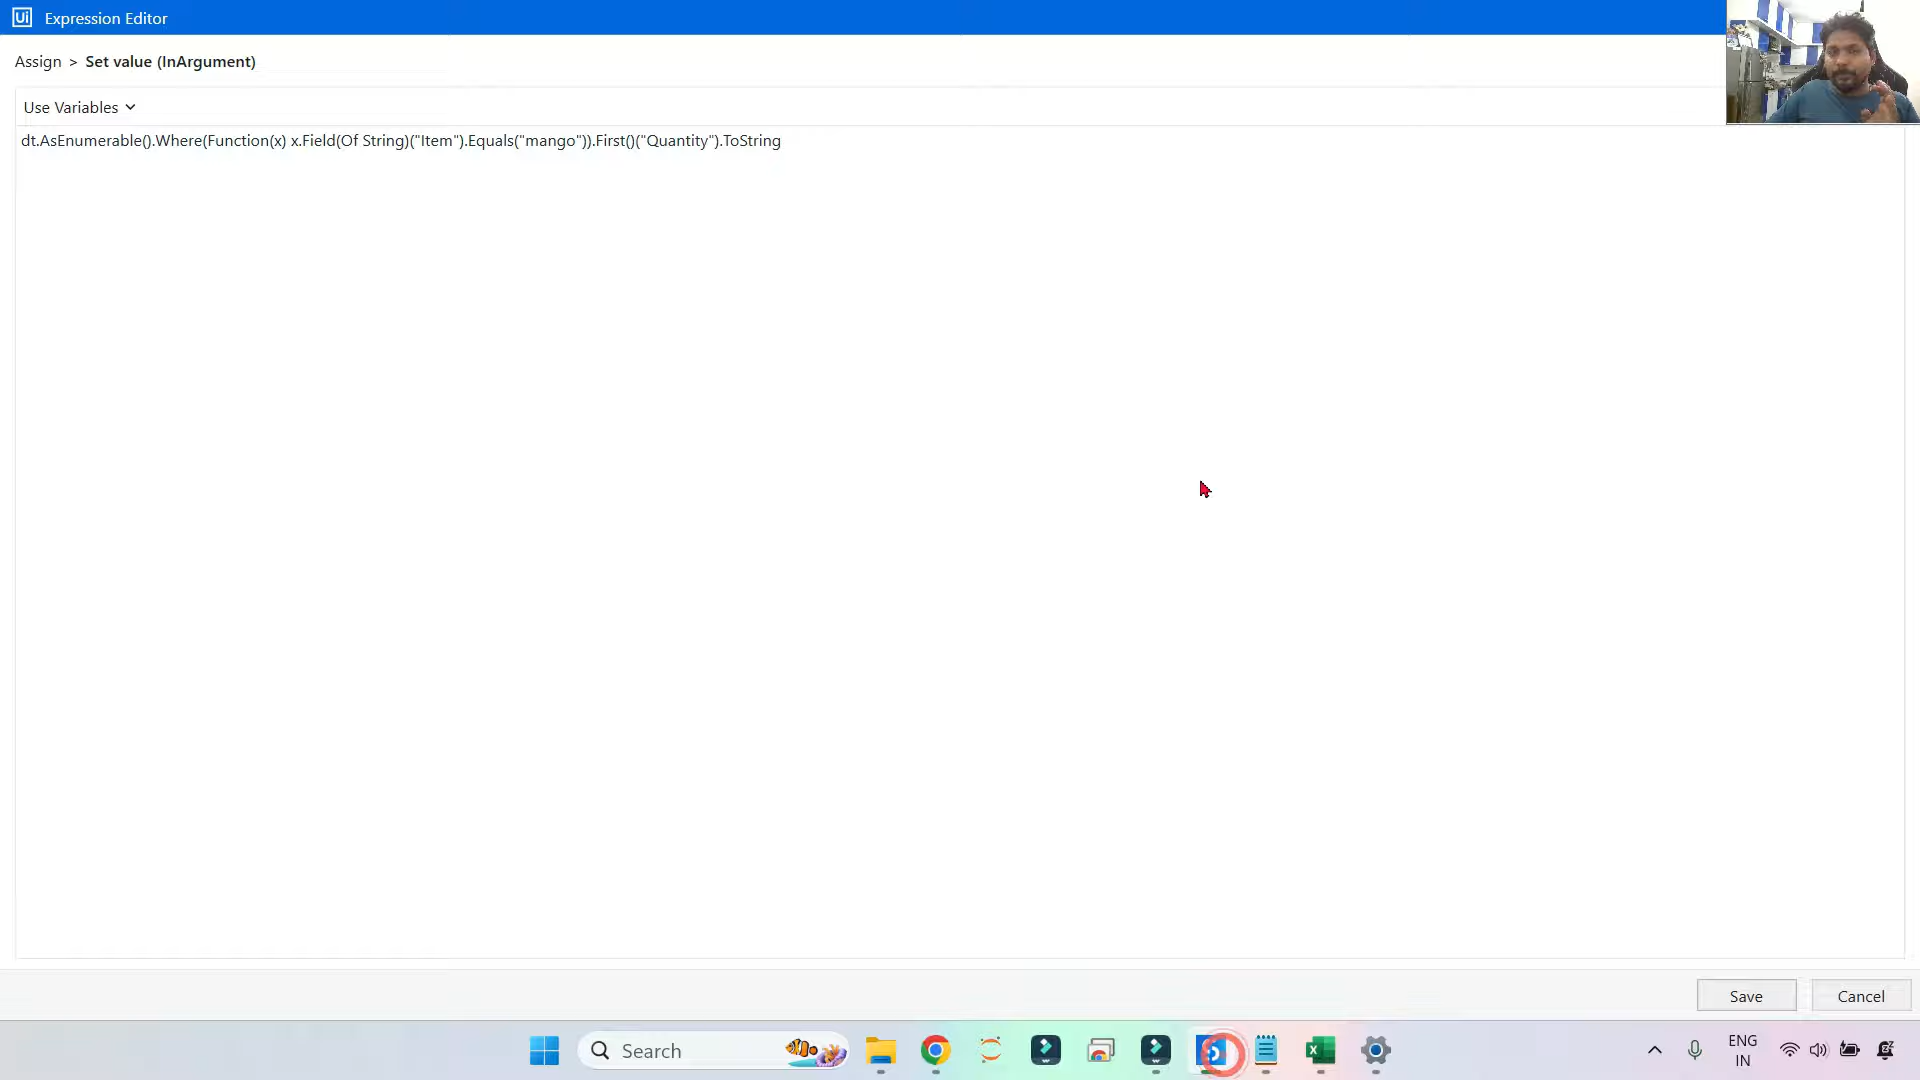 Ui Expression Editor
Assign > Set value (InArgument)
Use Variables
dt.AsEnumerable().Where(Function(x) x.Field(Of String)("Item").Equals("mango")).First()("Quantity").ToString
Save Cancel
Search
ENG
IN